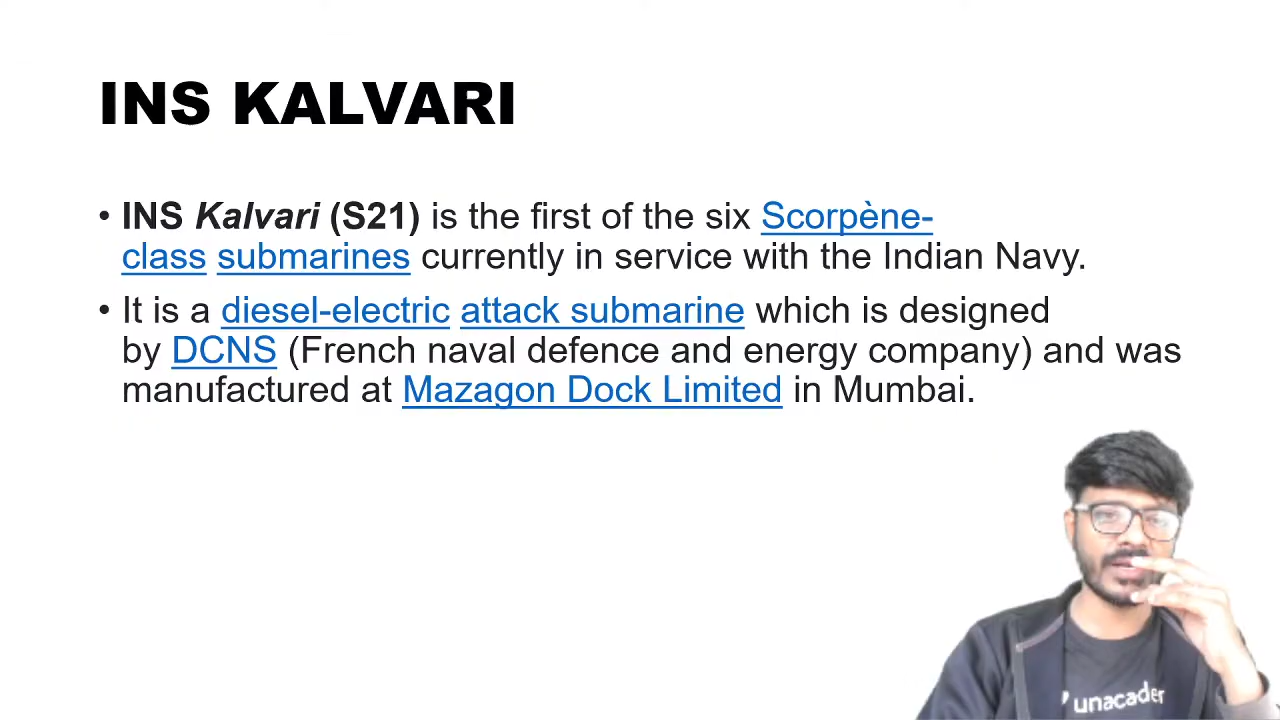 INS KALVARI
• INS Kalvari (S21) is the first of the six Scorpène-
class submarines currently in service with the Indian Navy.
• It is a diesel-electric attack submarine which is designed
by DCNS (French naval defence and energy company) and was
manufactured at Mazagon Dock Limited in Mumbai.
unacader